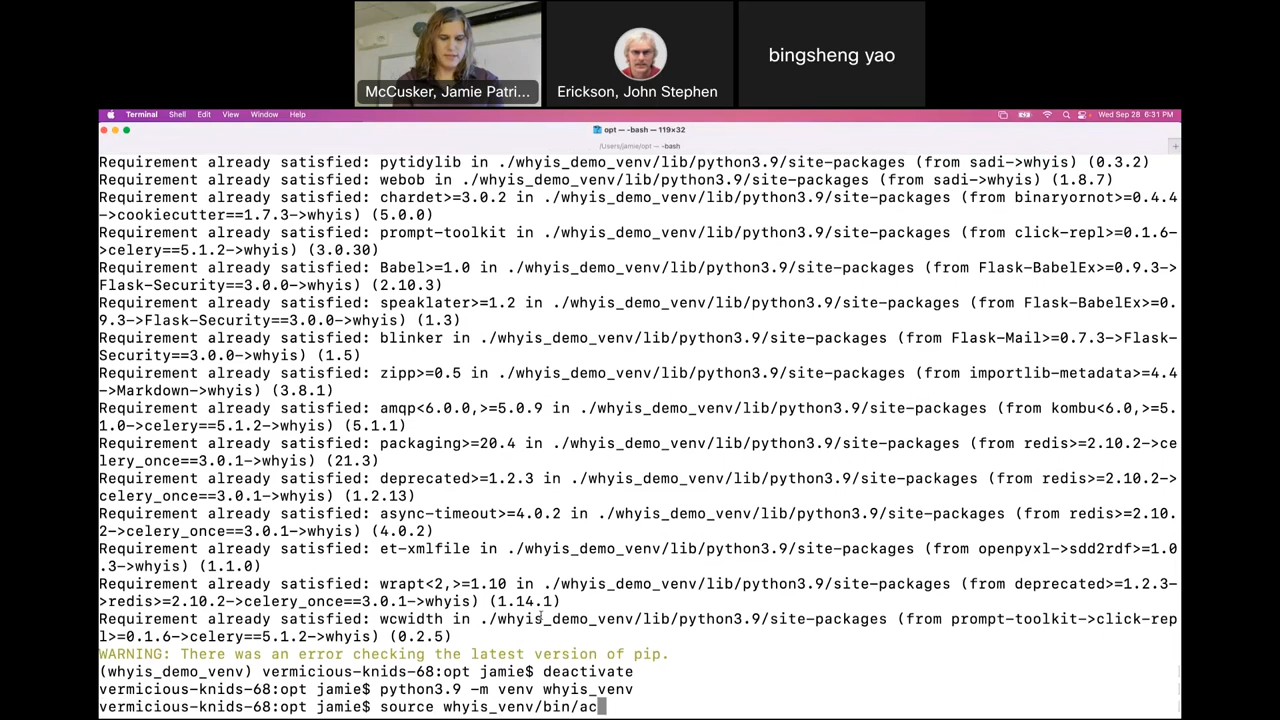 McCusker, Jamie Patri...
Erickson, John Stephen
bingsheng yao
Terminal Shell Edit View Window Help
Wed Sep 28 6:31 PM
opt — -bash — 119×32
/Users/jamie/opt — -bash
Requirement already satisfied: pytidylib in ./whyis_demo_venv/lib/python3.9/site-packages (from sadi->whyis) (0.3.2)
Requirement already satisfied: webob in ./whyis_demo_venv/lib/python3.9/site-packages (from sadi->whyis) (1.8.7)
Requirement already satisfied: chardet>=3.0.2 in ./whyis_demo_venv/lib/python3.9/site-packages (from binaryornot>=0.4.4
->cookiecutter==1.7.3->whyis) (5.0.0)
Requirement already satisfied: prompt-toolkit in ./whyis_demo_venv/lib/python3.9/site-packages (from click-repl>=0.1.6-
>celery==5.1.2->whyis) (3.0.30)
Requirement already satisfied: Babel>=1.0 in ./whyis_demo_venv/lib/python3.9/site-packages (from Flask-BabelEx>=0.9.3->
Flask-Security==3.0.0->whyis) (2.10.3)
Requirement already satisfied: speaklater>=1.2 in ./whyis_demo_venv/lib/python3.9/site-packages (from Flask-BabelEx>=0.
9.3->Flask-Security==3.0.0->whyis) (1.3)
Requirement already satisfied: blinker in ./whyis_demo_venv/lib/python3.9/site-packages (from Flask-Mail>=0.7.3->Flask-
Security==3.0.0->whyis) (1.5)
Requirement already satisfied: zipp>=0.5 in ./whyis_demo_venv/lib/python3.9/site-packages (from importlib-metadata>=4.4
->Markdown->whyis) (3.8.1)
Requirement already satisfied: amqp<6.0.0,>=5.0.9 in ./whyis_demo_venv/lib/python3.9/site-packages (from kombu<6.0,>=5.
1.0->celery==5.1.2->whyis) (5.1.1)
Requirement already satisfied: packaging>=20.4 in ./whyis_demo_venv/lib/python3.9/site-packages (from redis>=2.10.2->ce
lery_once==3.0.1->whyis) (21.3)
Requirement already satisfied: deprecated>=1.2.3 in ./whyis_demo_venv/lib/python3.9/site-packages (from redis>=2.10.2->
celery_once==3.0.1->whyis) (1.2.13)
Requirement already satisfied: async-timeout>=4.0.2 in ./whyis_demo_venv/lib/python3.9/site-packages (from redis>=2.10.
2->celery_once==3.0.1->whyis) (4.0.2)
Requirement already satisfied: et-xmlfile in ./whyis_demo_venv/lib/python3.9/site-packages (from openpyxl->sdd2rdf>=1.0
.3->whyis) (1.1.0)
Requirement already satisfied: wrapt<2,>=1.10 in ./whyis_demo_venv/lib/python3.9/site-packages (from deprecated>=1.2.3-
>redis>=2.10.2->celery_once==3.0.1->whyis) (1.14.1)
Requirement already satisfied: wcwidth in ./whyis_demo_venv/lib/python3.9/site-packages (from prompt-toolkit->click-rep
l>=0.1.6->celery==5.1.2->whyis) (0.2.5)
WARNING: There was an error checking the latest version of pip.
(whyis_demo_venv) vermicious-knids-68:opt jamie$ deactivate
vermicious-knids-68:opt jamie$ python3.9 -m venv whyis_venv
vermicious-knids-68:opt jamie$ source whyis_venv/bin/ac